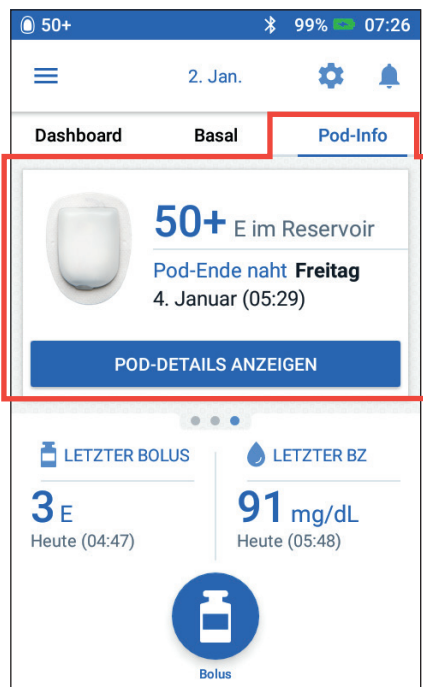 50+ 99% 07:26
2. Jan.
Dashboard Basal Pod-Info
50+ E im Reservoir
Pod-Ende naht Freitag
4. Januar (05:29)
POD-DETAILS ANZEIGEN
LETZTER BOLUS LETZTER BZ
3 E 91 mg/dL
Heute (04:47) Heute (05:48)
Bolus